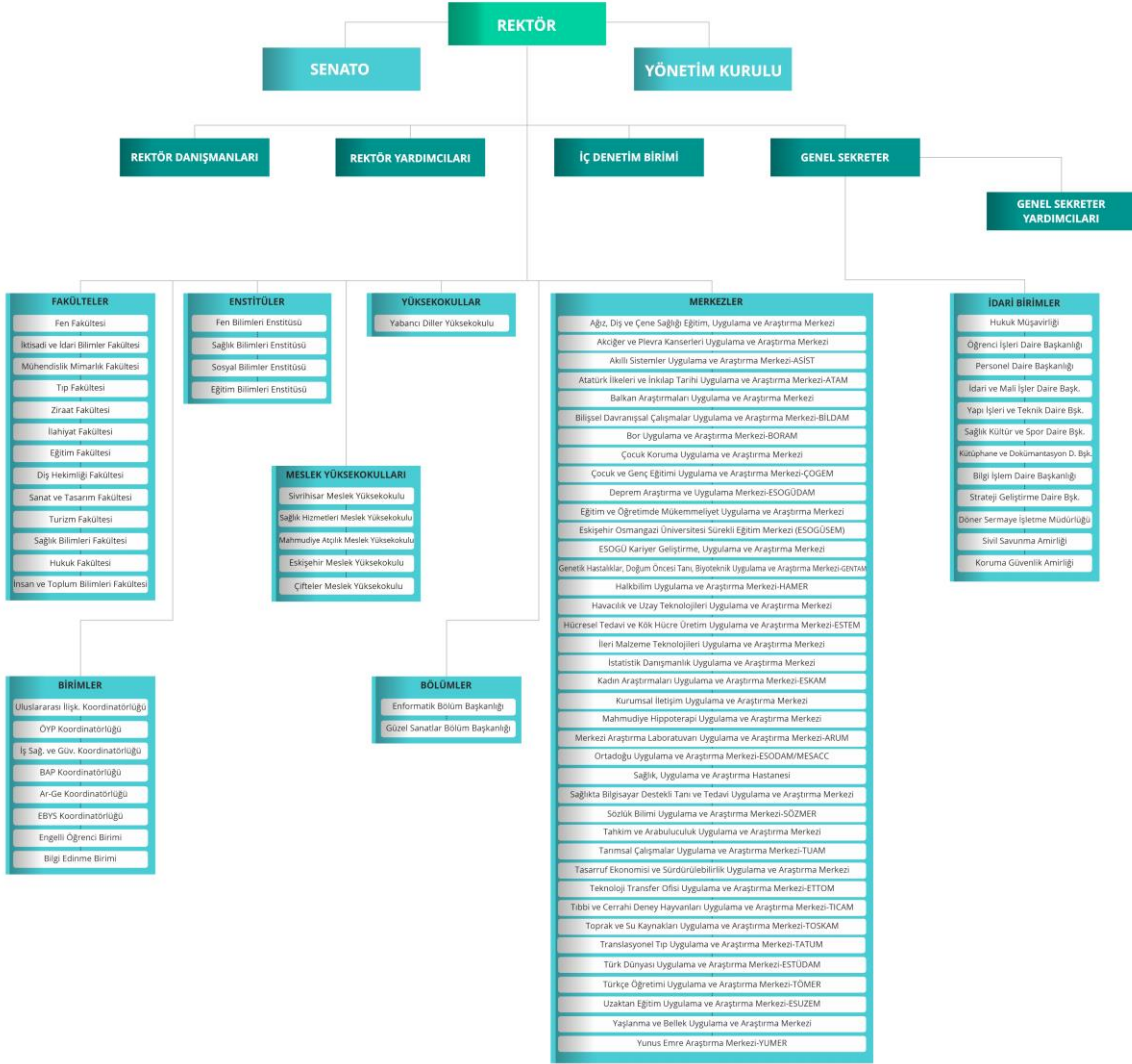 REKTÖR
SENATO
YÖNETİM KURULU
REKTÖR DANIŞMANLARI
REKTÖR YARDIMCILARI
İÇ DENETİM BİRİMİ
GENEL SEKRETER
GENEL SEKRETER
YARDIMCILARI
FAKÜLTELER
Fen Fakültesi
İktisadi ve İdari Bilimler Fakültesi
Mühendislik Mimarlık Fakültesi
Tıp Fakültesi
Ziraat Fakültesi
İlahiyat Fakültesi
Eğitim Fakültesi
Diş Hekimliği Fakültesi
Sanat ve Tasarım Fakültesi
Turizm Fakültesi
Sağlık Bilimleri Fakültesi
Hukuk Fakültesi
İnsan ve Toplum Bilimleri Fakültesi
ENSTİTÜLER
Fen Bilimleri Enstitüsü
Sağlık Bilimleri Enstitüsü
Sosyal Bilimler Enstitüsü
Eğitim Bilimleri Enstitüsü
YÜKSEKOKULLAR
Yabancı Diller Yüksekokulu
MESLEK YÜKSEKOKULLARI
Sivrihisar Meslek Yüksekokulu
Sağlık Hizmetleri Meslek Yüksekokulu
Mahmudiye Atçılık Meslek Yüksekokulu
Eskişehir Meslek Yüksekokulu
Çifteler Meslek Yüksekokulu
MERKEZLER
Ağız, Diş ve Çene Sağlığı Eğitim, Uygulama ve Araştırma Merkezi
Akciğer ve Plevra Kanserleri Uygulama ve Araştırma Merkezi
Akıllı Sistemler Uygulama ve Araştırma Merkezi-ASİST
Atatürk İlkeleri ve İnkılap Tarihi Uygulama ve Araştırma Merkezi-ATAM
Balkan Araştırmaları Uygulama ve Araştırma Merkezi
Bilişsel Davranışsal Çalışmalar Uygulama ve Araştırma Merkezi-BİLDAM
Bor Uygulama ve Araştırma Merkezi-BORAM
Çocuk Koruma Uygulama ve Araştırma Merkezi
Çocuk ve Genç Eğitimi Uygulama ve Araştırma Merkezi-ÇOGEM
Deprem Araştırma ve Uygulama Merkezi-ESOGÜDAM
Eğitim ve Öğretimde Mükemmeliyet Uygulama ve Araştırma Merkezi
Eskişehir Osmangazi Üniversitesi Sürekli Eğitim Merkezi (ESOGÜSEM)
ESOGÜ Kariyer Geliştirme, Uygulama ve Araştırma Merkezi
Genetik Hastalıklar, Doğum Öncesi Tanı, Biyoteknik Uygulama ve Araştırma Merkezi-GENTAM
Halkbilim Uygulama ve Araştırma Merkezi-HAMER
Havacılık ve Uzay Teknolojileri Uygulama ve Araştırma Merkezi
Hücresel Tedavi ve Kök Hücre Üretim Uygulama ve Araştırma Merkezi-ESTEM
İleri Malzeme Teknolojileri Uygulama ve Araştırma Merkezi
İstatistik Danışmanlık Uygulama ve Araştırma Merkezi
Kadın Araştırmaları Uygulama ve Araştırma Merkezi-ESKAM
Kurumsal İletişim Uygulama ve Araştırma Merkezi
Mahmudiye Hippoterapi Uygulama ve Araştırma Merkezi
Merkezi Araştırma Laboratuvarı Uygulama ve Araştırma Merkezi-ARUM
Ortadoğu Uygulama ve Araştırma Merkezi-ESODAM/MESACC
Sağlık, Uygulama ve Araştırma Hastanesi
Sağlıkta Bilgisayar Destekli Tanı ve Tedavi Uygulama ve Araştırma Merkezi
Sözlük Bilimi Uygulama ve Araştırma Merkezi-SÖZMER
Tahkim ve Arabuluculuk Uygulama ve Araştırma Merkezi
Tarımsal Çalışmalar Uygulama ve Araştırma Merkezi-TUAM
Tasarruf Ekonomisi ve Sürdürülebilirlik Uygulama ve Araştırma Merkezi
Teknoloji Transfer Ofisi Uygulama ve Araştırma Merkezi-ETTOM
Tıbbi ve Cerrahi Deney Hayvanları Uygulama ve Araştırma Merkezi-TICAM
Toprak ve Su Kaynakları Uygulama ve Araştırma Merkezi-TOSKAM
Translasyonel Tıp Uygulama ve Araştırma Merkezi-TATUM
Türk Dünyası Uygulama ve Araştırma Merkezi-ESTÜDAM
Türkçe Öğretimi Uygulama ve Araştırma Merkezi-TÖMER
Uzaktan Eğitim Uygulama ve Araştırma Merkezi-ESUZEM
Yaşlanma ve Bellek Uygulama ve Araştırma Merkezi
Yunus Emre Araştırma Merkezi-YUMER
İDARİ BİRİMLER
Hukuk Müşavirliği
Öğrenci İşleri Daire Başkanlığı
Personel Daire Başkanlığı
İdari ve Mali İşler Daire Başk.
Yapı İşleri ve Teknik Daire Bşk.
Sağlık Kültür ve Spor Daire Bşk.
Kütüphane ve Dokümantasyon D. Bşk.
Bilgi İşlem Daire Başkanlığı
Strateji Geliştirme Daire Bşk.
Döner Sermaye İşletme Müdürlüğü
Sivil Savunma Amirliği
Koruma Güvenlik Amirliği
BİRİMLER
Uluslararası İlişk. Koordinatörlüğü
ÖYP Koordinatörlüğü
İş Sağ. ve Güv. Koordinatörlüğü
BAP Koordinatörlüğü
Ar-Ge Koordinatörlüğü
EBYS Koordinatörlüğü
Engelli Öğrenci Birimi
Bilgi Edinme Birimi
BÖLÜMLER
Enformatik Bölüm Başkanlığı
Güzel Sanatlar Bölüm Başkanlığı